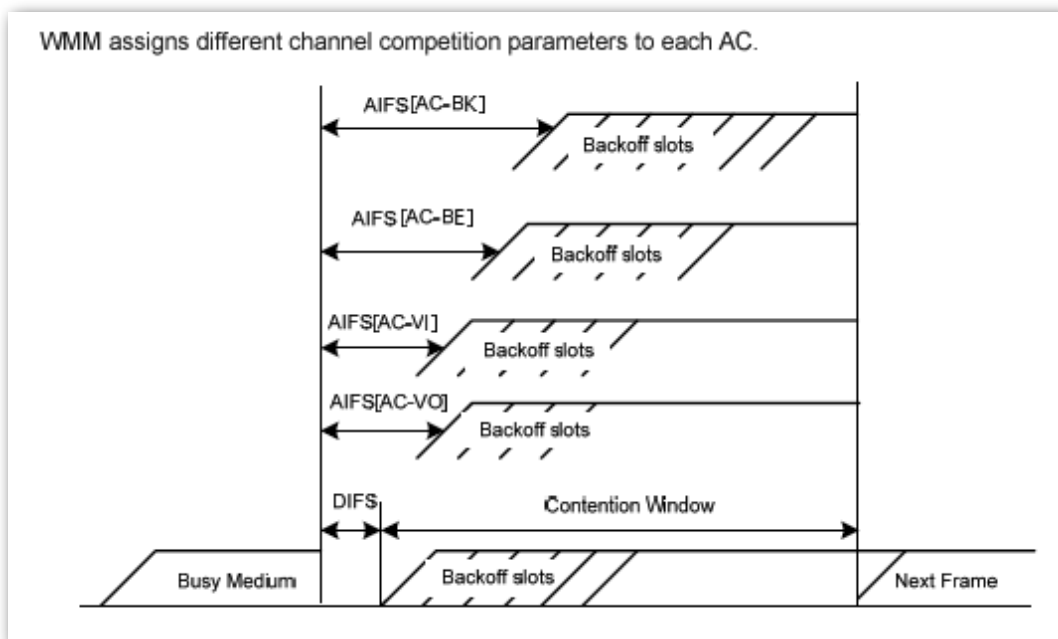 WMM assigns different channel competition parameters to each AC.
AIFS[AC-BK]
Backoff slots
AIFS [AC-BE]
Backoff slots
AIFS[AC-VI]
Backoff slots
AIFS[AC-VO]
Backoff slots
DIFS
Contention Window
Busy Medium
Backoff slots
Next Frame